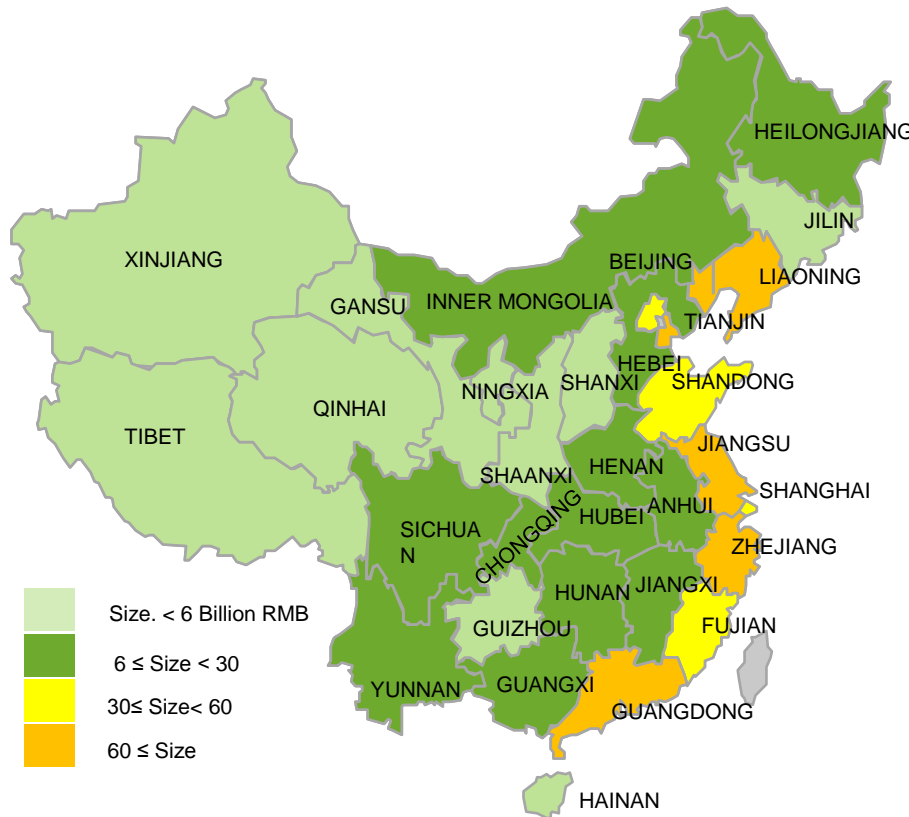 HEILONGJIANG
JILIN
XINJIANG
BEIJING
LIAONING
GANSU
INNER MONGOLIA
TIANJIN
HEBEI
NINGXIA
SHANXI
SHANDONG
QINHAI
TIBET
JIANGSU
SHAANXI
HENAN
SHANGHAI
ANHUI
HUBEI
SICHUA
N
CHONGQING
ZHEJIANG
HUNAN
JIANGXI
GUIZHOU
FUJIAN
YUNNAN
GUANGXI
GUANGDONG
HAINAN
Size. < 6 Billion RMB
6 ≤ Size < 30
30≤ Size< 60
60 ≤ Size